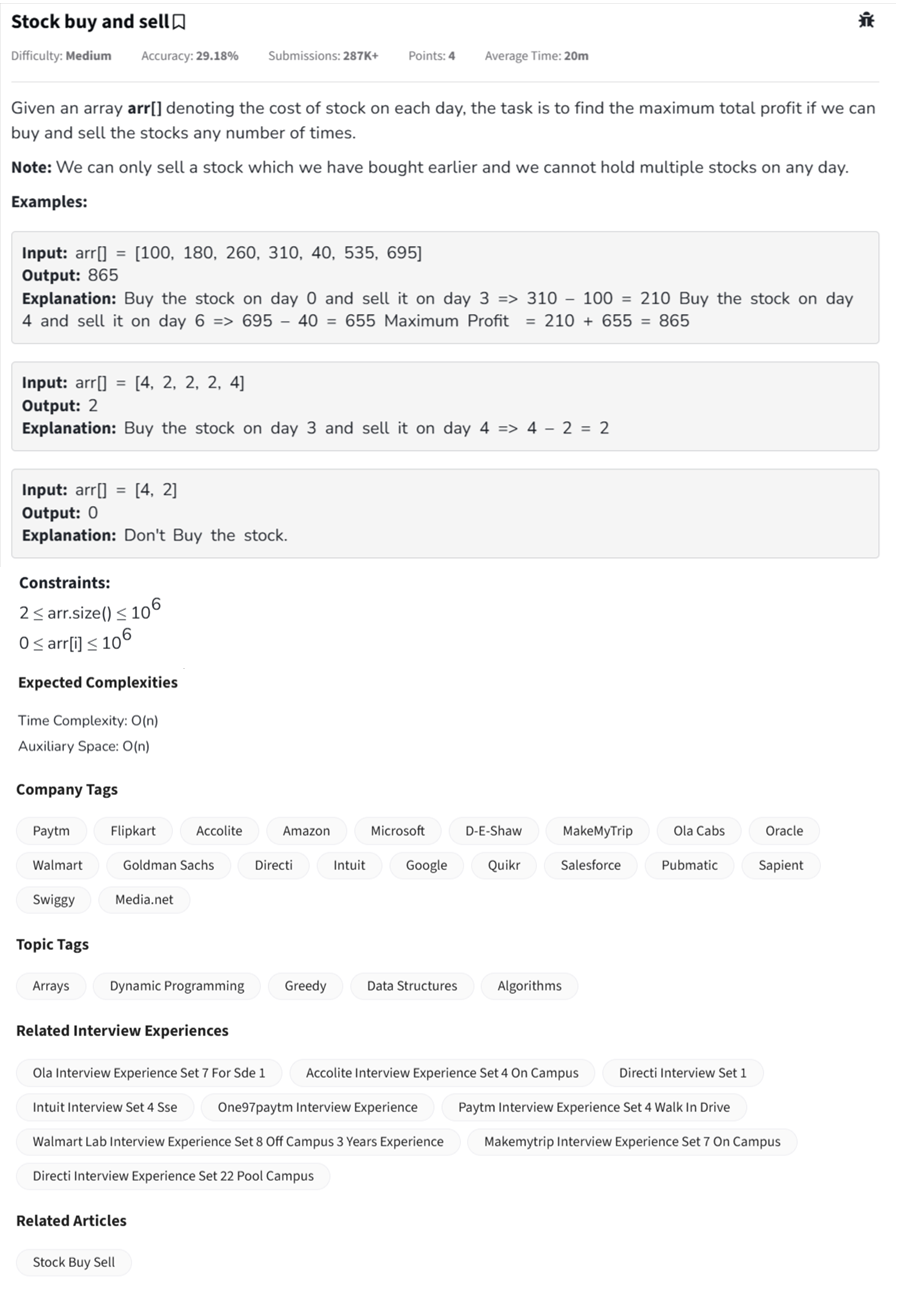 Stock buy and sell
Difficulty: Medium Accuracy: 29.18% Submissions: 287K+ Points: 4 Average Time: 20m
Given an array arr[] denoting the cost of stock on each day, the task is to find the maximum total profit if we can
buy and sell the stocks any number of times.
Note: We can only sell a stock which we have bought earlier and we cannot hold multiple stocks on any day.
Examples:
Input: arr[] = [100, 180, 260, 310, 40, 535, 695]
Output: 865
Explanation: Buy the stock on day 0 and sell it on day 3 => 310 – 100 = 210 Buy the stock on day
4 and sell it on day 6 => 695 – 40 = 655 Maximum Profit = 210 + 655 = 865
Input: arr[] = [4, 2, 2, 2, 4]
Output: 2
Explanation: Buy the stock on day 3 and sell it on day 4 => 4 – 2 = 2
Input: arr[] = [4, 2]
Output: 0
Explanation: Don't Buy the stock.
Constraints:
2 ≤ arr.size() ≤ 10^6
0 ≤ arr[i] ≤ 10^6
Expected Complexities
Time Complexity: O(n)
Auxiliary Space: O(n)
Company Tags
Paytm Flipkart Accolite Amazon Microsoft D-E-Shaw MakeMyTrip Ola Cabs Oracle
Walmart Goldman Sachs Directi Intuit Google Quikr Salesforce Pubmatic Sapient
Swiggy Media.net
Topic Tags
Arrays Dynamic Programming Greedy Data Structures Algorithms
Related Interview Experiences
Ola Interview Experience Set 7 For Sde 1 Accolite Interview Experience Set 4 On Campus Directi Interview Set 1
Intuit Interview Set 4 Sse One97paytm Interview Experience Paytm Interview Experience Set 4 Walk In Drive
Walmart Lab Interview Experience Set 8 Off Campus 3 Years Experience Makemytrip Interview Experience Set 7 On Campus
Directi Interview Experience Set 22 Pool Campus
Related Articles
Stock Buy Sell